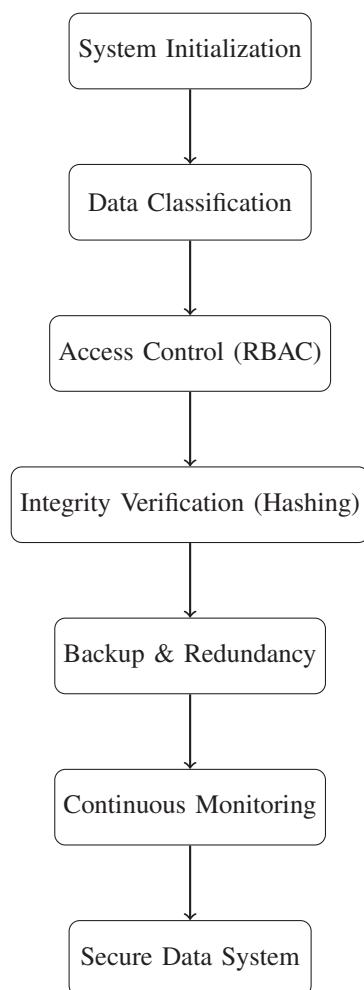 System Initialization
Data Classification
Access Control (RBAC)
Integrity Verification (Hashing)
Backup & Redundancy
Continuous Monitoring
Secure Data System